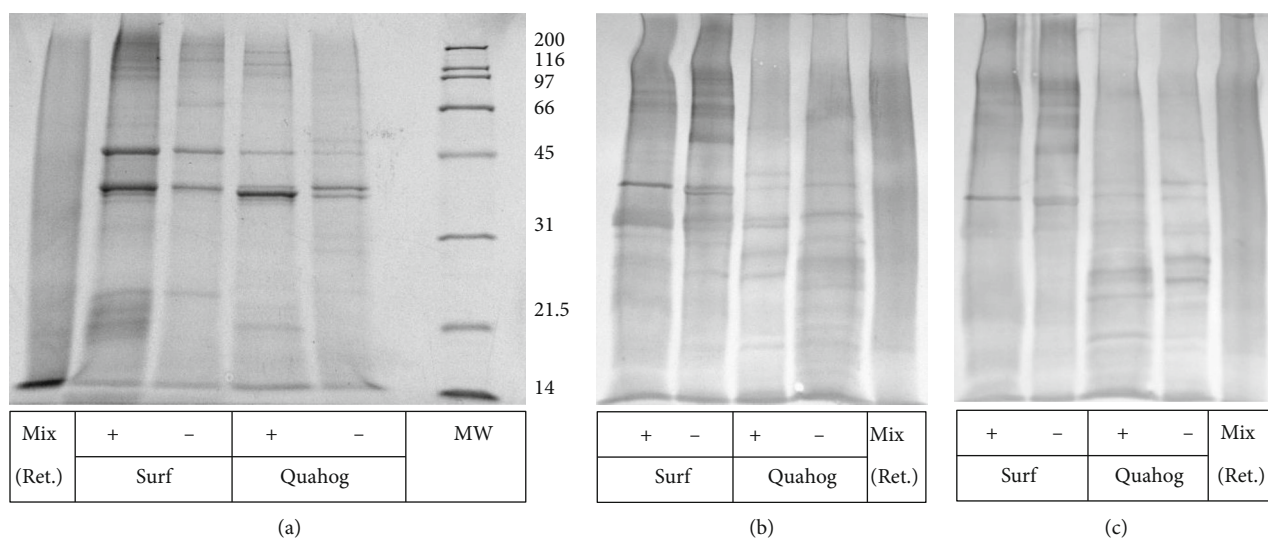 200
116
97
66
45
31
21.5
14
Mix + – + – MW
(Ret.) Surf Quahog
+ – + – Mix
Surf Quahog (Ret.)
+ – + – Mix
Surf Quahog (Ret.)
(a) (b) (c)